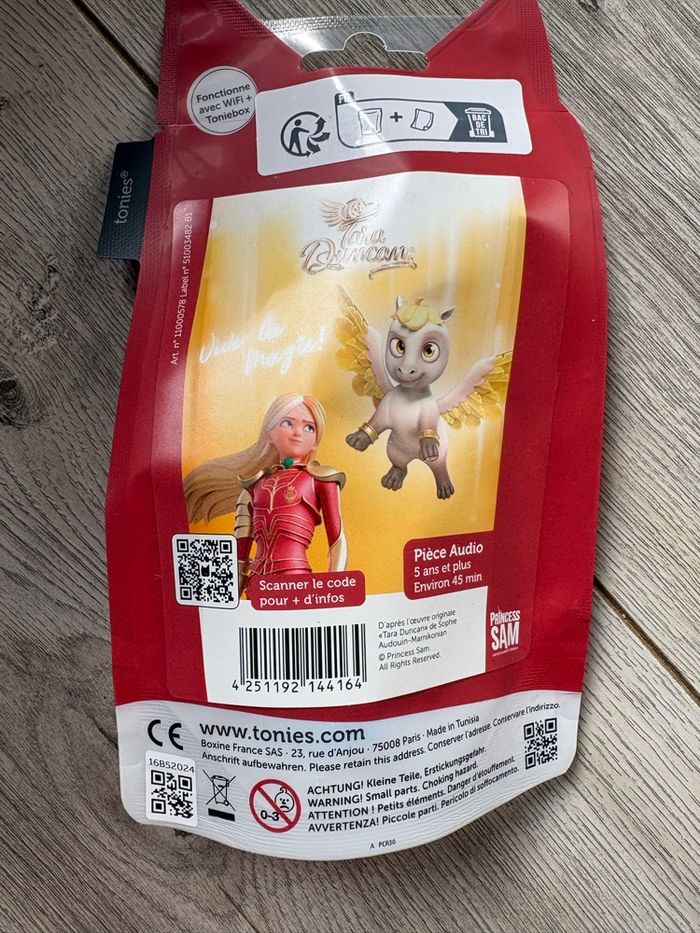 Fonctionne
avec WiFi +
Toniebox
FR
+
BAC
DE
TRI
tonies®
Tara
Duncan
Art. n° 11000578 Label n° 51003482 B1
Vive la
magie!
Scanner le code
pour + d'infos
Pièce Audio
5 ans et plus
Environ 45 min
D'après l'œuvre originale
«Tara Duncan» de Sophie
Audouin-Mamikonian
© Princess Sam.
All Rights Reserved.
PRINCESS
SAM
4 251192 144164
CE
www.tonies.com
Boxine France SAS · 23, rue d'Anjou · 75008 Paris · Made in Tunisia
Anschrift aufbewahren. Please retain this address. Conserver l'adresse. Conservare l'indirizzo.
16B52024
0-3
ACHTUNG! Kleine Teile, Erstickungsgefahr.
WARNING! Small parts. Choking hazard.
ATTENTION ! Petits éléments. Danger d'étouffement.
AVVERTENZA! Piccole parti. Pericolo di soffocamento.
A PCR30